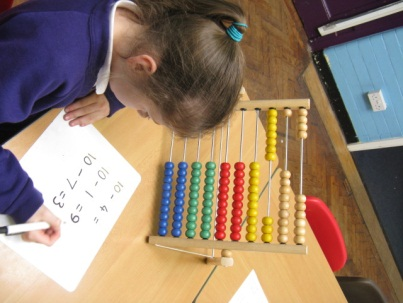 10 - 4 =
10 - 1 = 9
10 - 7 = 3